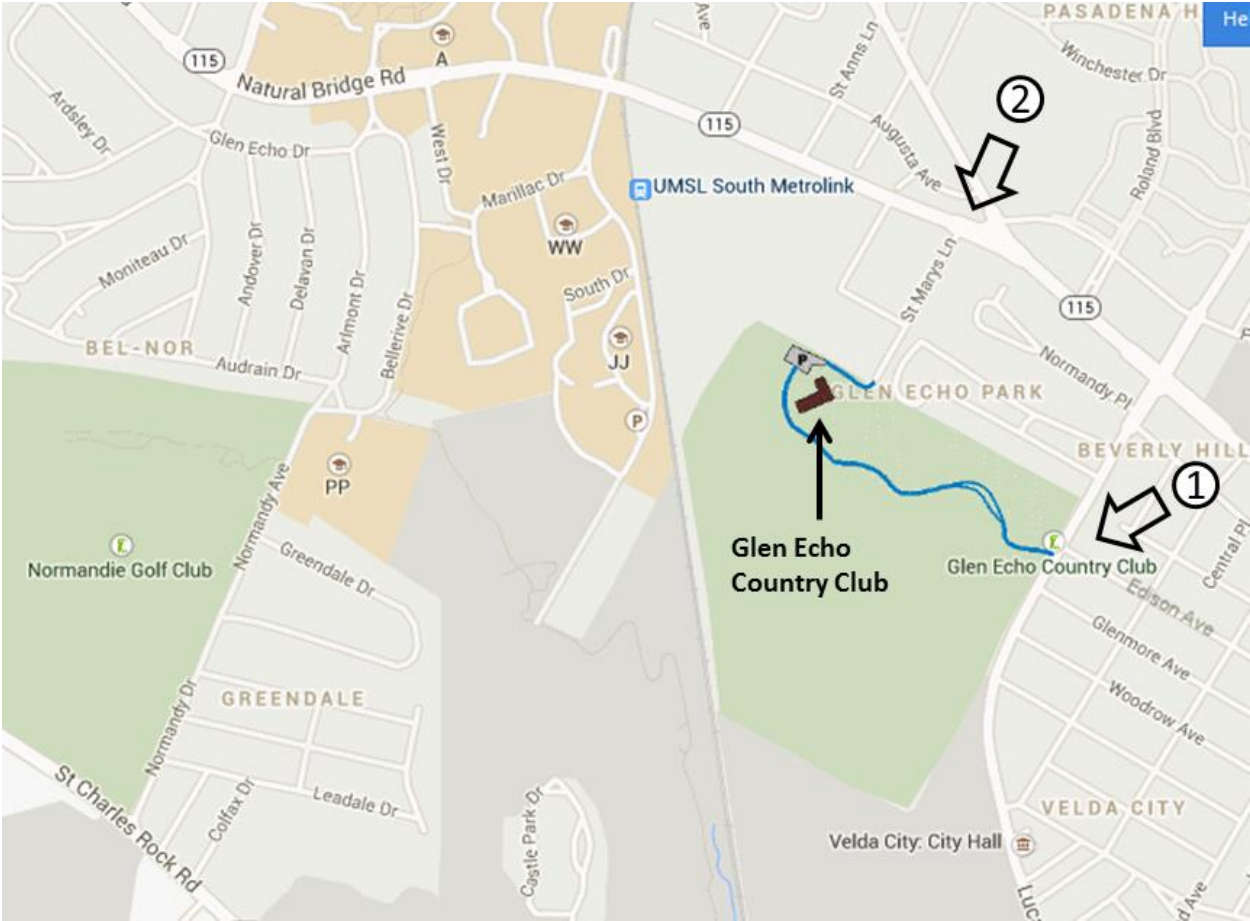 Ave
PASADENA H
He
115
A
Natural Bridge Rd
St Anns Ln
Winchester Dr
②
Ardsley Dr
Glen Echo Dr
West Dr
115
Augusta Ave
Roland Blvd
Marillac Dr
UMSL South Metrolink
WW
Moniteau Dr
Andover Dr
Delavan Dr
Arlmont Dr
Bellerive Dr
South Dr
St Marys Ln
115
BEL-NOR
Audrain Dr
JJ
P
Normandy Pl
GLEN ECHO PARK
P
BEVERLY HILL
PP
①
Normandy Ave
Normandie Golf Club
Greendale Dr
Glen Echo
Country Club
Glen Echo Country Club
Central Pl
Edison Ave
Glenmore Ave
GREENDALE
Woodrow Ave
Normandy Dr
St Charles Rock Rd
Colfax Dr
Leadale Dr
Castle Park Dr
VELDA CITY
Velda City: City Hall
Luc
d Ave